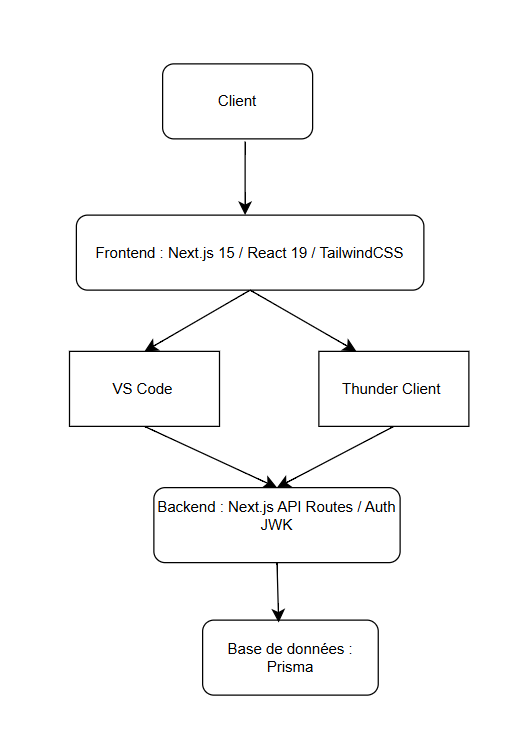 Client
Frontend : Next.js 15 / React 19 / TailwindCSS
VS Code
Thunder Client
Backend : Next.js API Routes / Auth
JWK
Base de données :
Prisma